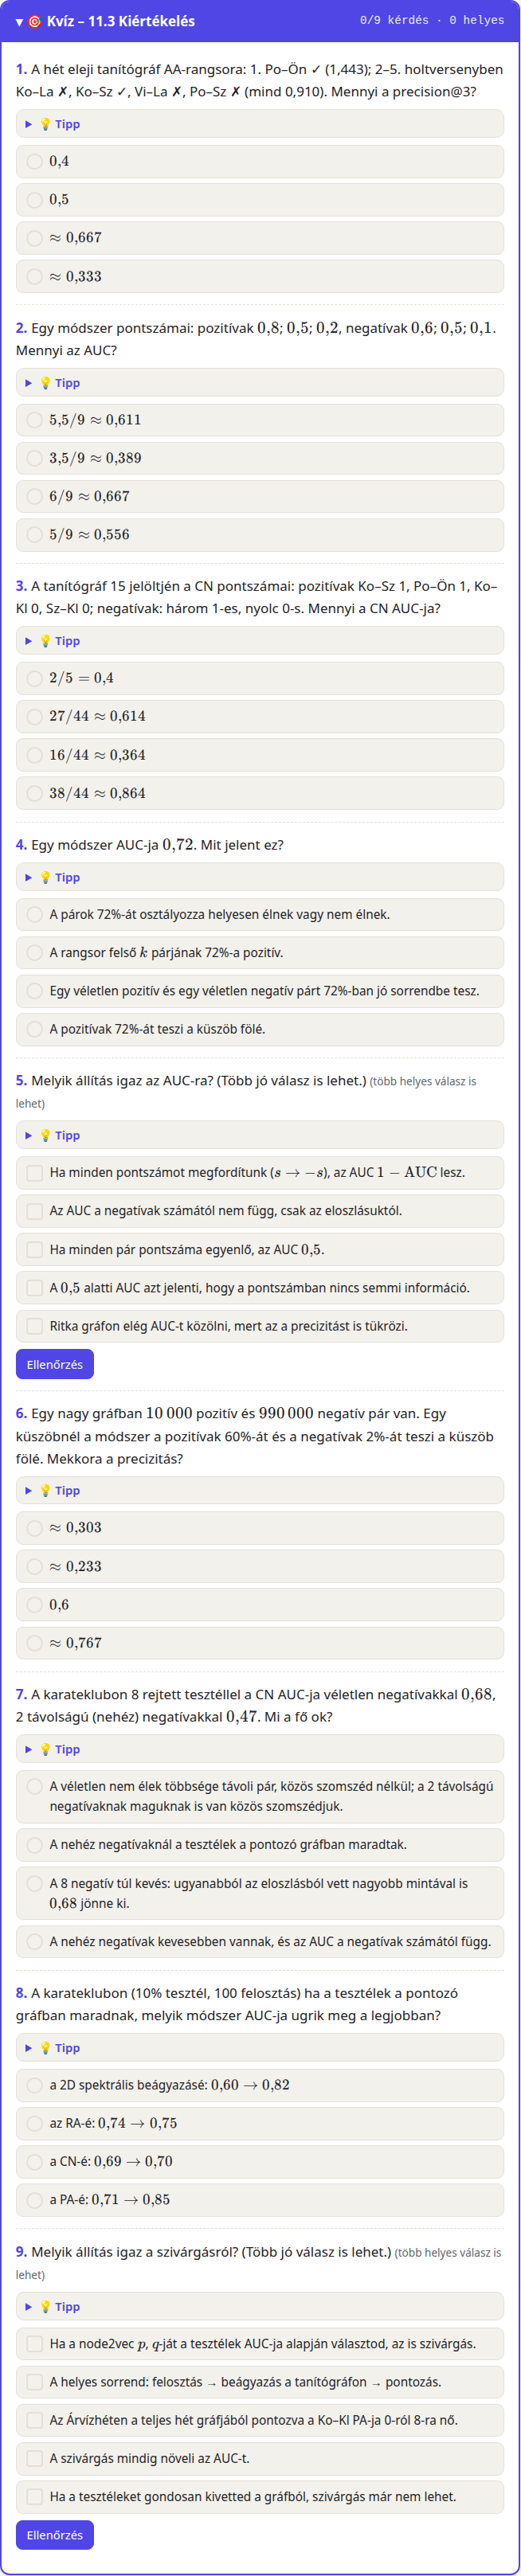 ▼ 🎯 Kvíz – 11.3 Kiértékelés
0/9 kérdés · 0 helyes
1. A hét eleji tanítógráf AA-rangsora: 1. Po–Ön ✓ (1,443); 2–5. holtversenyben
Ko–La ✗, Ko–Sz ✓, Vi–La ✗, Po–Sz ✗ (mind 0,910). Mennyi a precision@3?
▶ 💡 Tipp
0,4
0,5
≈ 0,667
≈ 0,333
2. Egy módszer pontszámai: pozitívak 0,8; 0,5; 0,2, negatívak 0,6; 0,5; 0,1.
Mennyi az AUC?
▶ 💡 Tipp
5,5/9 ≈ 0,611
3,5/9 ≈ 0,389
6/9 ≈ 0,667
5/9 ≈ 0,556
3. A tanítógráf 15 jelöltjén a CN pontszámai: pozitívak Ko–Sz 1, Po–Ön 1, Ko–
Kl 0, Sz–Kl 0; negatívak: három 1-es, nyolc 0-s. Mennyi a CN AUC-ja?
▶ 💡 Tipp
2/5 = 0,4
27/44 ≈ 0,614
16/44 ≈ 0,364
38/44 ≈ 0,864
4. Egy módszer AUC-ja 0,72. Mit jelent ez?
▶ 💡 Tipp
A párok 72%-át osztályozza helyesen élnek vagy nem élnek.
A rangsor felső k párjának 72%-a pozitív.
Egy véletlen pozitív és egy véletlen negatív párt 72%-ban jó sorrendbe tesz.
A pozitívak 72%-át teszi a küszöb fölé.
5. Melyik állítás igaz az AUC-ra? (Több jó válasz is lehet.) (több helyes válasz is
lehet)
▶ 💡 Tipp
Ha minden pontszámot megfordítunk (s → −s), az AUC 1 − AUC lesz.
Az AUC a negatívak számától nem függ, csak az eloszlásuktól.
Ha minden pár pontszáma egyenlő, az AUC 0,5.
A 0,5 alatti AUC azt jelenti, hogy a pontszámban nincs semmi információ.
Ritka gráfon elég AUC-t közölni, mert az a precizitást is tükrözi.
Ellenőrzés
6. Egy nagy gráfban 10 000 pozitív és 990 000 negatív pár van. Egy
küszöbnél a módszer a pozitívak 60%-át és a negatívak 2%-át teszi a küszöb
fölé. Mekkora a precizitás?
▶ 💡 Tipp
≈ 0,303
≈ 0,233
0,6
≈ 0,767
7. A karateklubon 8 rejtett tesztéllel a CN AUC-ja véletlen negatívakkal 0,68,
2 távolságú (nehéz) negatívakkal 0,47. Mi a fő ok?
▶ 💡 Tipp
A véletlen nem élek többsége távoli pár, közös szomszéd nélkül; a 2 távolságú
negatívaknak maguknak is van közös szomszédjuk.
A nehéz negatívaknál a tesztélek a pontozó gráfban maradtak.
A 8 negatív túl kevés: ugyanabból az eloszlásból vett nagyobb mintával is
0,68 jönne ki.
A nehéz negatívak kevesebben vannak, és az AUC a negatívak számától függ.
8. A karateklubon (10% tesztél, 100 felosztás) ha a tesztélek a pontozó
gráfban maradnak, melyik módszer AUC-ja ugrik meg a legjobban?
▶ 💡 Tipp
a 2D spektrális beágyazásé: 0,60 → 0,82
az RA-é: 0,74 → 0,75
a CN-é: 0,69 → 0,70
a PA-é: 0,71 → 0,85
9. Melyik állítás igaz a szivárgásról? (Több jó válasz is lehet.) (több helyes válasz is
lehet)
▶ 💡 Tipp
Ha a node2vec p, q-ját a tesztélek AUC-ja alapján választod, az is szivárgás.
A helyes sorrend: felosztás → beágyazás a tanítógráfon → pontozás.
Az Árvízhéten a teljes hét gráfjából pontozva a Ko–Kl PA-ja 0-ról 8-ra nő.
A szivárgás mindig növeli az AUC-t.
Ha a tesztéleket gondosan kivetted a gráfból, szivárgás már nem lehet.
Ellenőrzés